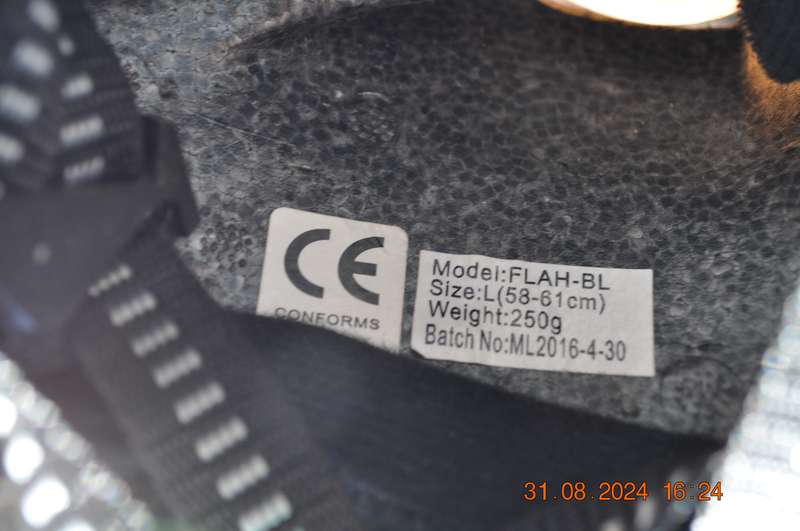 CE
CONFORMS
Model:FLAH-BL
Size:L(58-61cm)
Weight:250g
Batch No:ML2016-4-30
31.08.2024 16:24